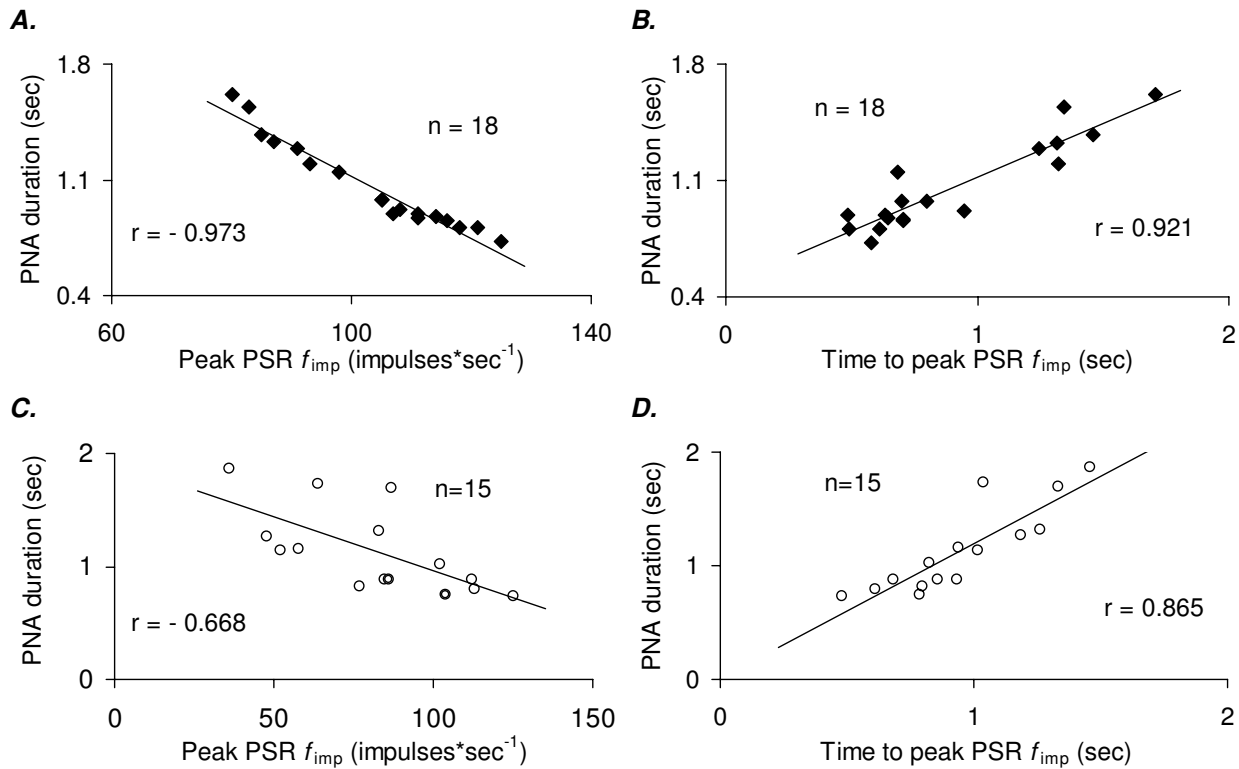 A.
PNA duration (sec)
1.8
1.1
0.4
n = 18
r = - 0.973
60
100
140
Peak PSR fimp (impulses*sec-1)
B.
PNA duration (sec)
1.8
1.1
0.4
n = 18
r = 0.921
0
1
2
Time to peak PSR fimp (sec)
C.
PNA duration (sec)
2
1
0
n=15
r = - 0.668
0
50
100
150
Peak PSR fimp (impulses*sec-1)
D.
PNA duration (sec)
2
1
0
n=15
r = 0.865
0
1
2
Time to peak PSR fimp (sec)